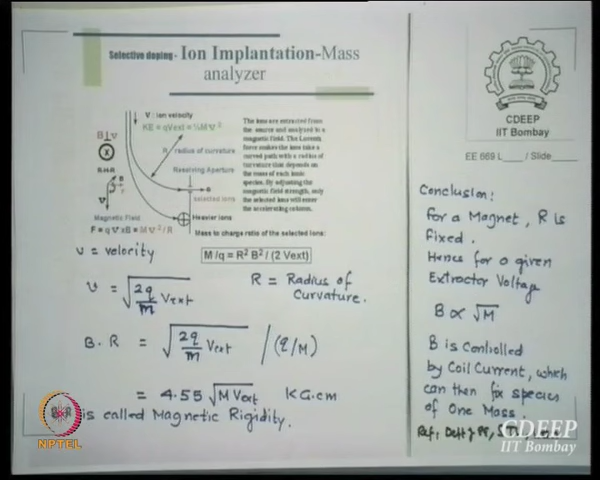 Selective doping - Ion Implantation-Mass
analyzer
V : ion velocity
KE = qVext = ½MV²
B ⊥ v
X
R : radius of curvature
Resolving Aperture
selected ions
Heavier ions
Magnetic Field
F = q V xB = M V² / R
The ions are extracted from
the source and analyzed in a
magnetic field. The Lorentz
force makes the ions take a
curved path with a radius of
curvature that depends on
the mass of each ionic
species. By adjusting the
magnetic field strength, only
the selected ions will enter
the accelerating column.
Mass to charge ratio of the selected ions:
M /q = R² B² / (2 Vext)
v = velocity
v = √(2q/m Vext)
R = Radius of
Curvature.
B. R = √(2q/m Vext) / (q/M)
= 4.55 √(M Vext) KG.cm
B.R is called Magnetic Rigidity.
NPTEL
CDEEP
IIT Bombay
EE 669 L___ / Slide___
Conclusion:
For a Magnet, R is
fixed.
Hence for a given
Extractor Voltage
B ∝ √M
B is Controlled
by Coil Current, which
can then fix species
of One Mass.
Ref:
CDEEP
IIT Bombay